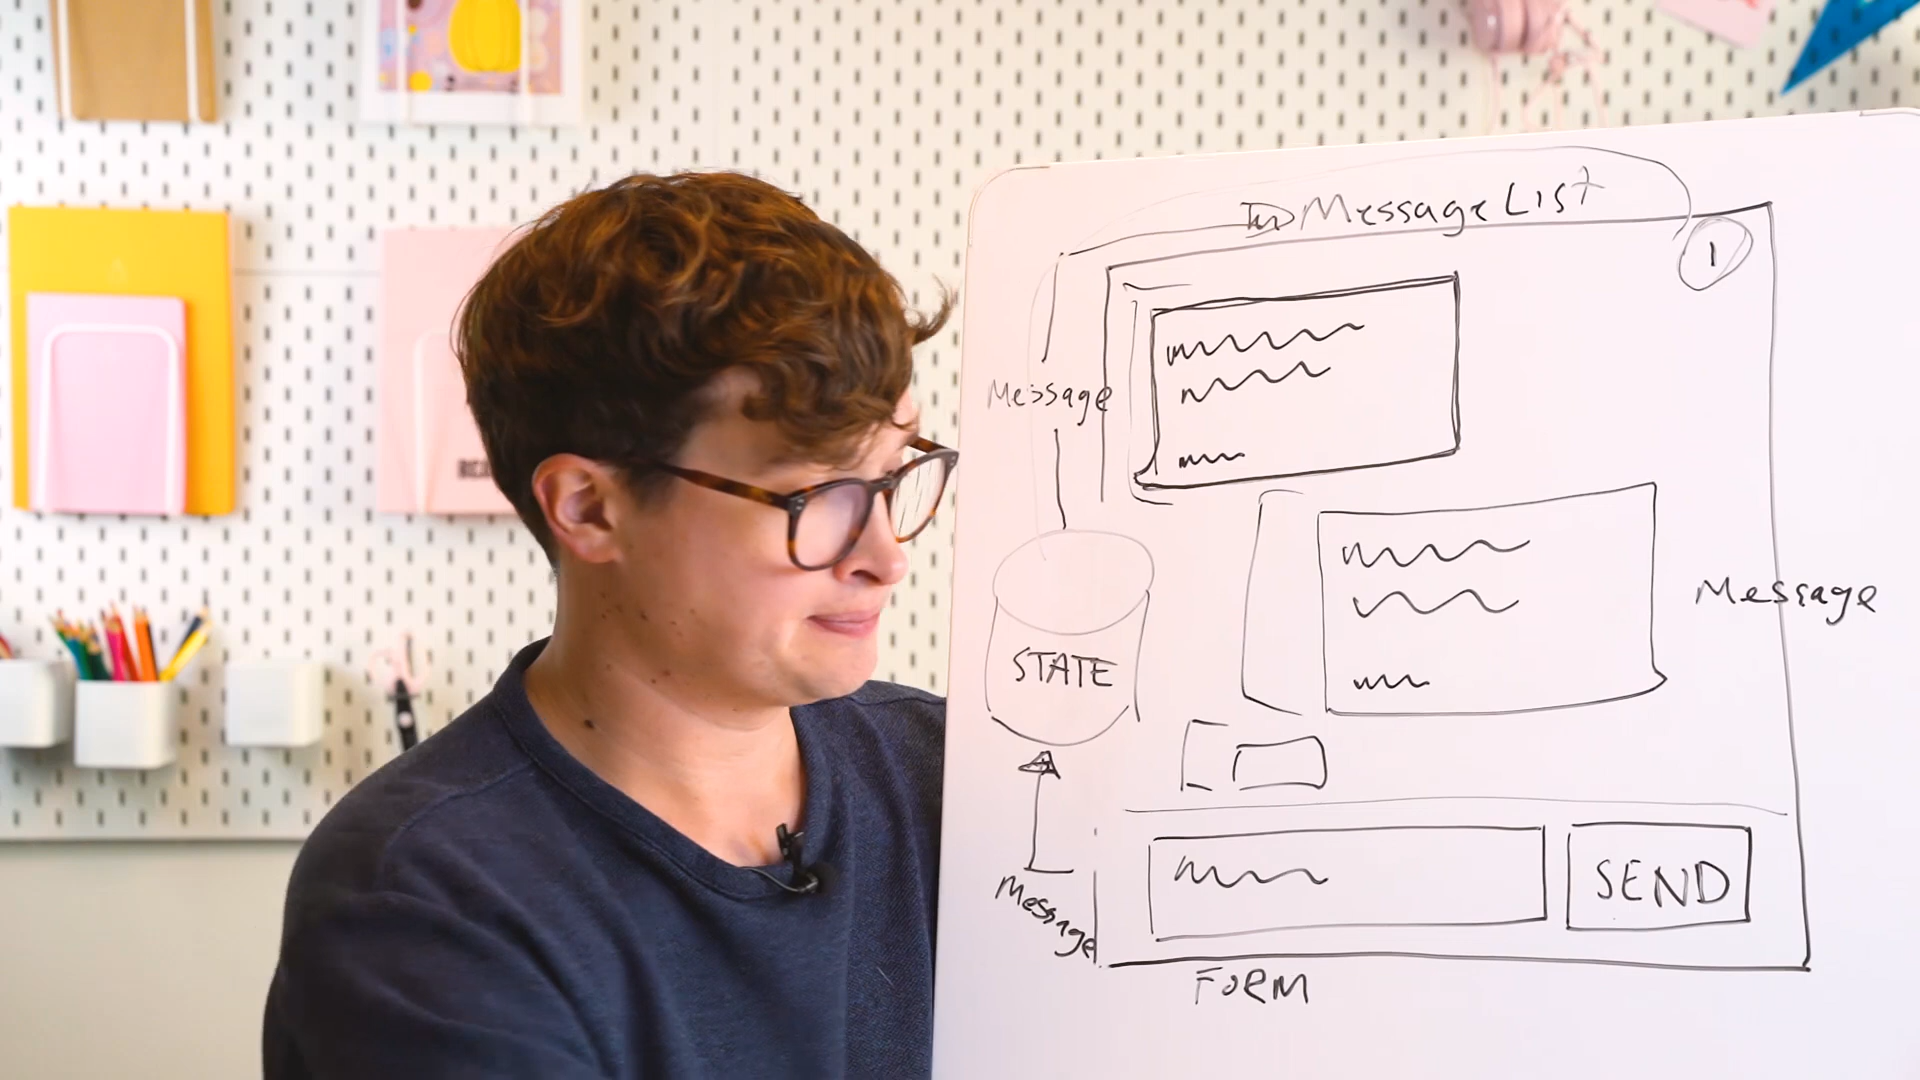 MessageList
1
Message
Message
STATE
Message
SEND
FORM